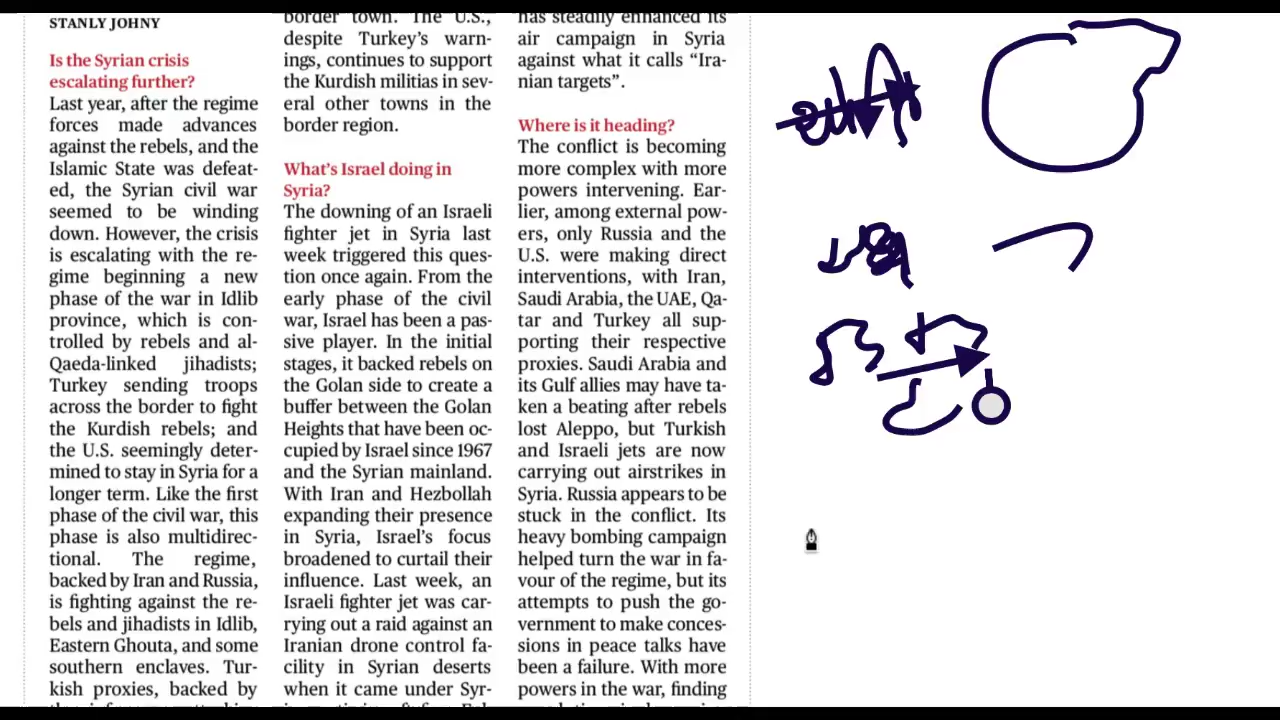 STANLY JOHNY
Is the Syrian crisis
escalating further?
Last year, after the regime
forces made advances
against the rebels, and the
Islamic State was defeat-
ed, the Syrian civil war
seemed to be winding
down. However, the crisis
is escalating with the re-
gime beginning a new
phase of the war in Idlib
province, which is con-
trolled by rebels and al-
Qaeda-linked jihadists;
Turkey sending troops
across the border to fight
the Kurdish rebels; and
the U.S. seemingly deter-
mined to stay in Syria for a
longer term. Like the first
phase of the civil war, this
phase is also multidirec-
tional. The regime,
backed by Iran and Russia,
is fighting against the re-
bels and jihadists in Idlib,
Eastern Ghouta, and some
southern enclaves. Tur-
kish proxies, backed by
border town. The U.S.,
despite Turkey's warn-
ings, continues to support
the Kurdish militias in sev-
eral other towns in the
border region.
What's Israel doing in
Syria?
The downing of an Israeli
fighter jet in Syria last
week triggered this ques-
tion once again. From the
early phase of the civil
war, Israel has been a pas-
sive player. In the initial
stages, it backed rebels on
the Golan side to create a
buffer between the Golan
Heights that have been oc-
cupied by Israel since 1967
and the Syrian mainland.
With Iran and Hezbollah
expanding their presence
in Syria, Israel's focus
broadened to curtail their
influence. Last week, an
Israeli fighter jet was car-
rying out a raid against an
Iranian drone control fa-
cility in Syrian deserts
when it came under Syr-
has steadily enhanced its
air campaign in Syria
against what it calls “Ira-
nian targets”.
Where is it heading?
The conflict is becoming
more complex with more
powers intervening. Ear-
lier, among external pow-
ers, only Russia and the
U.S. were making direct
interventions, with Iran,
Saudi Arabia, the UAE, Qa-
tar and Turkey all sup-
porting their respective
proxies. Saudi Arabia and
its Gulf allies may have ta-
ken a beating after rebels
lost Aleppo, but Turkish
and Israeli jets are now
carrying out airstrikes in
Syria. Russia appears to be
stuck in the conflict. Its
heavy bombing campaign
helped turn the war in fa-
vour of the regime, but its
attempts to push the go-
vernment to make conces-
sions in peace talks have
been a failure. With more
powers in the war, finding